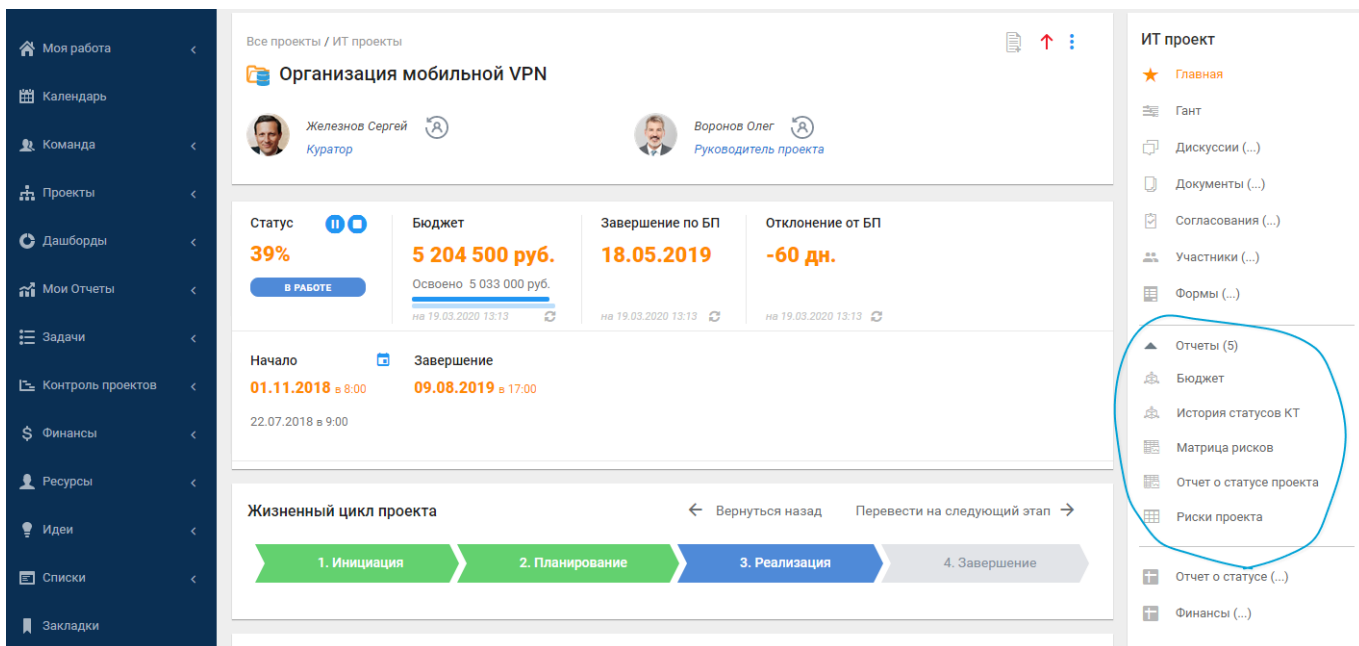 Моя работа
Календарь
Команда
Проекты
Дашборды
Мои Отчеты
Задачи
Контроль проектов
Финансы
Ресурсы
Идеи
Списки
Закладки
Все проекты / ИТ проекты
Организация мобильной VPN
Железнов Сергей
Куратор
Воронов Олег
Руководитель проекта
Статус
39%
В РАБОТЕ
Бюджет
5 204 500 руб.
Освоено 5 033 000 руб.
на 19.03.2020 13:13
Завершение по БП
18.05.2019
на 19.03.2020 13:13
Отклонение от БП
-60 дн.
на 19.03.2020 13:13
Начало
01.11.2018 в 8:00
22.07.2018 в 9:00
Завершение
09.08.2019 в 17:00
Жизненный цикл проекта
Вернуться назад
Перевести на следующий этап
1. Инициация
2. Планирование
3. Реализация
4. Завершение
ИТ проект
Главная
Гант
Дискуссии (...)
Документы (...)
Согласования (...)
Участники (...)
Формы (...)
Отчеты (5)
Бюджет
История статусов КТ
Матрица рисков
Отчет о статусе проекта
Риски проекта
Отчет о статусе (...)
Финансы (...)